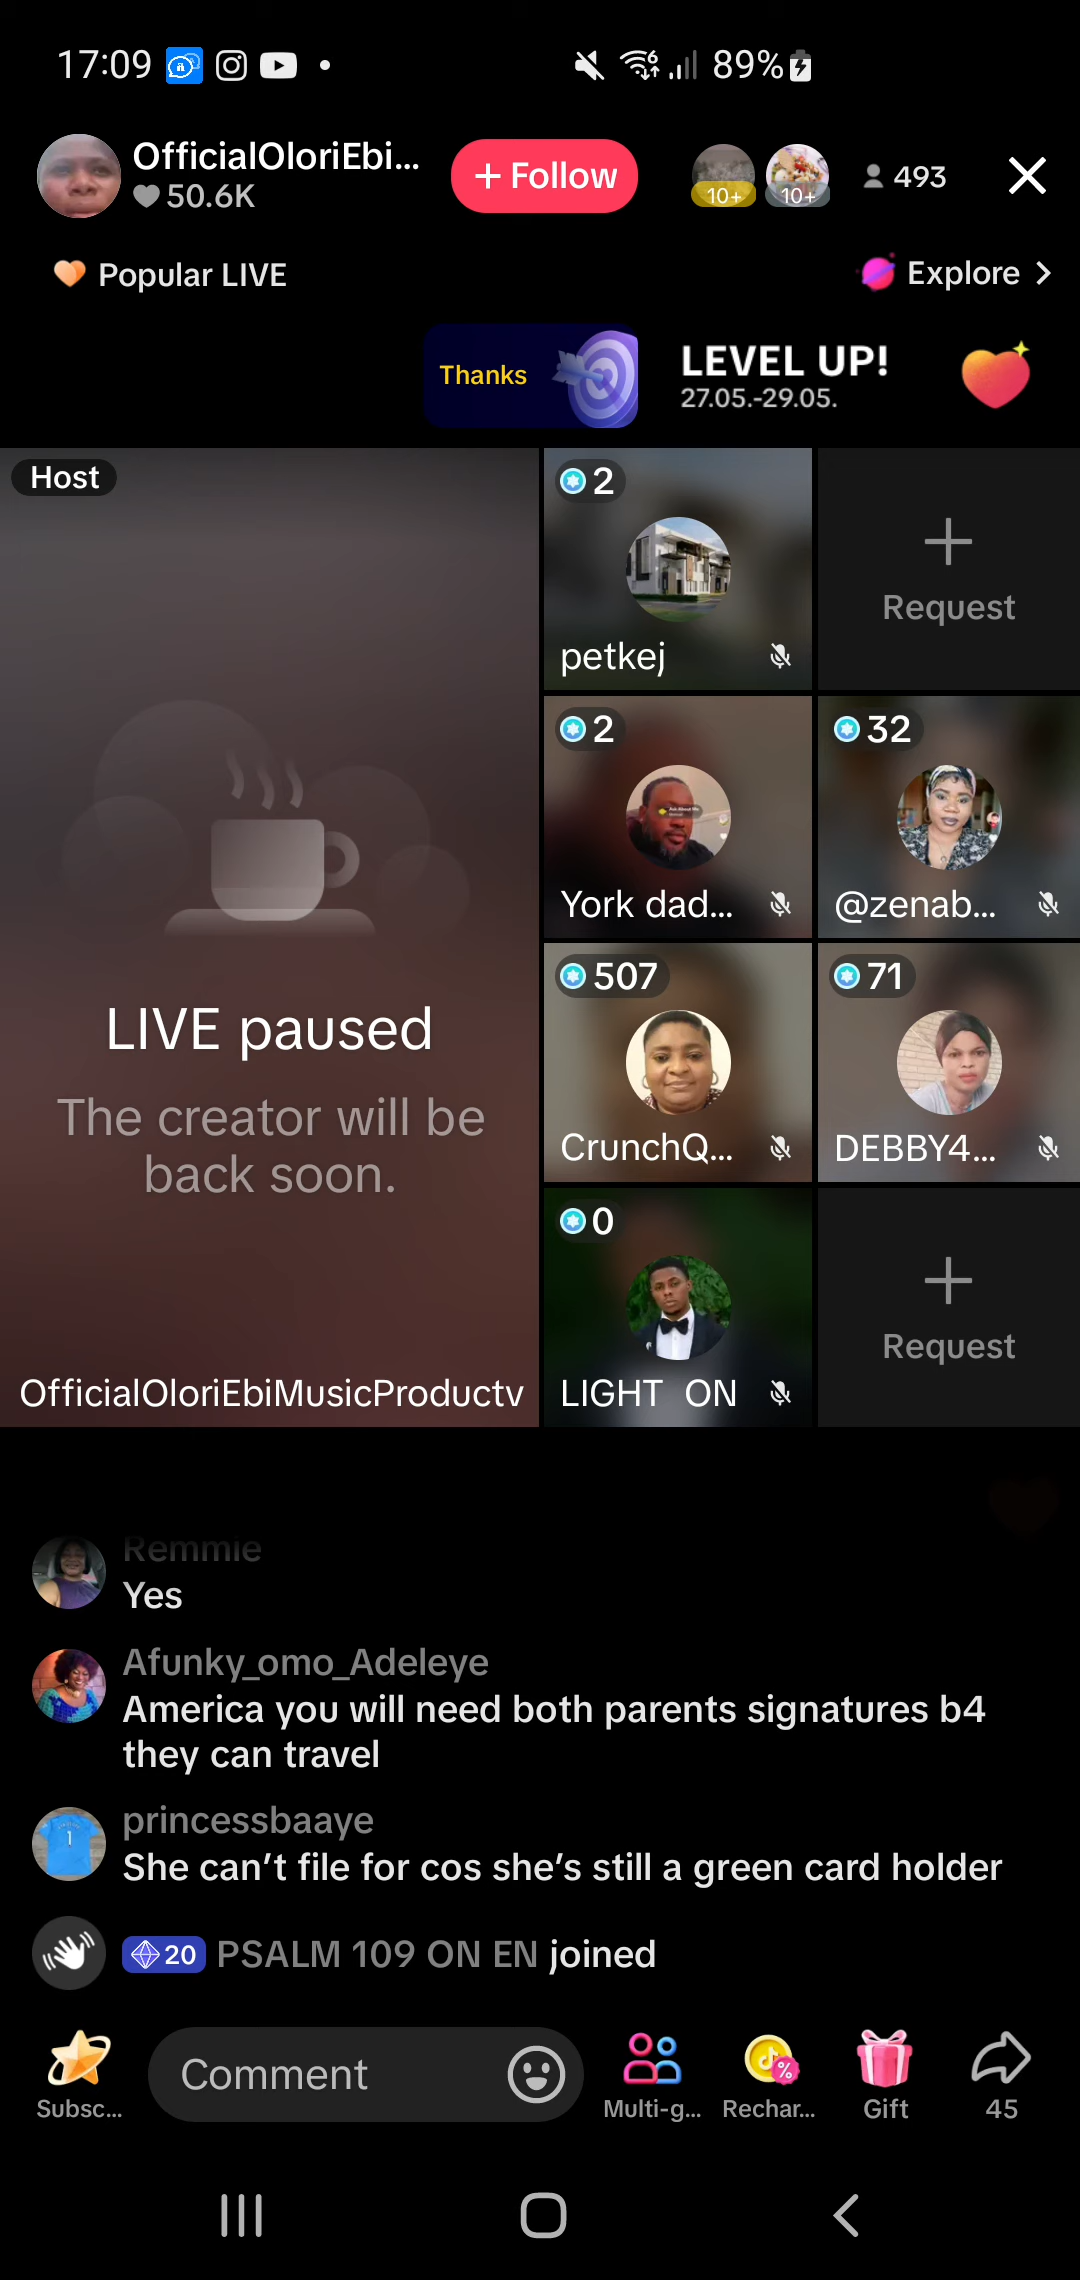 17:09
89%
OfficialOloriEbi...
50.6K
+ Follow
10+
10+
493
Popular LIVE
Explore
Thanks
LEVEL UP!
27.05.-29.05.
Host
LIVE paused
The creator will be
back soon.
OfficialOloriEbiMusicProductv
2
petkej
Request
2
York dad...
32
@zenab...
507
CrunchQ...
71
DEBBY4...
0
LIGHT ON
Request
Remmie
Yes
Afunky_omo_Adeleye
America you will need both parents signatures b4
they can travel
princessbaaye
She can’t file for cos she’s still a green card holder
20 PSALM 109 ON EN joined
Subsc...
Comment
Multi-g...
Rechar...
Gift
45